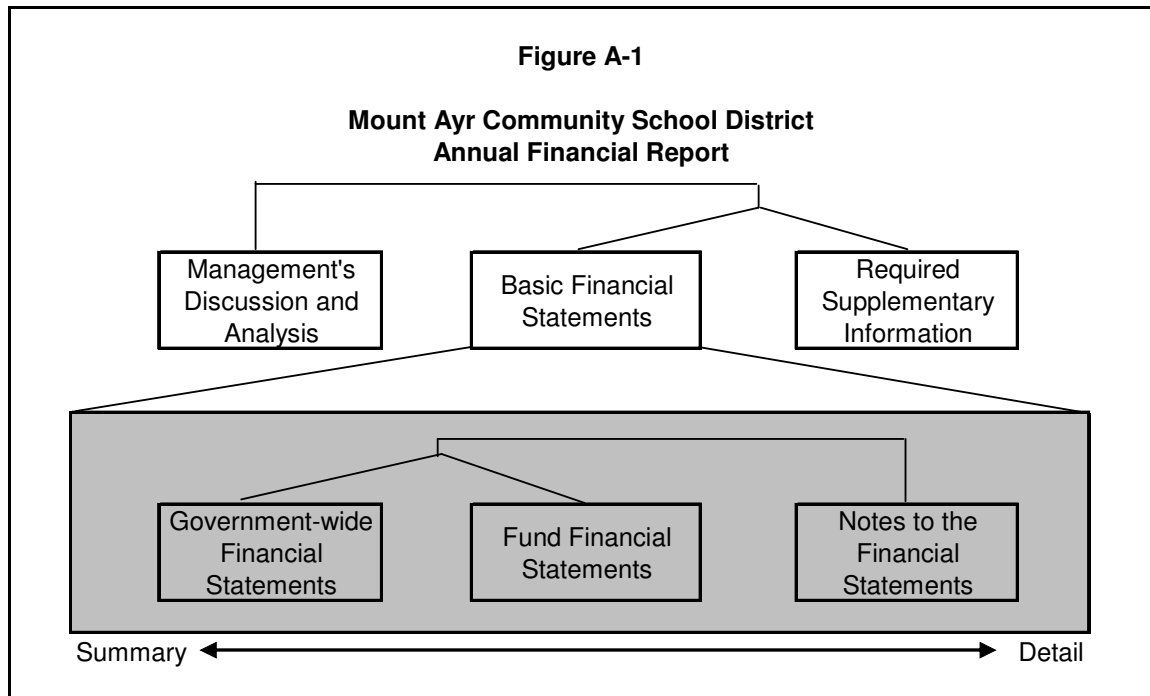 Figure A-1
Mount Ayr Community School District
Annual Financial Report
Management's
Discussion and
Analysis
Basic Financial
Statements
Required
Supplementary
Information
Government-wide
Financial
Statements
Fund Financial
Statements
Notes to the
Financial
Statements
Summary
Detail